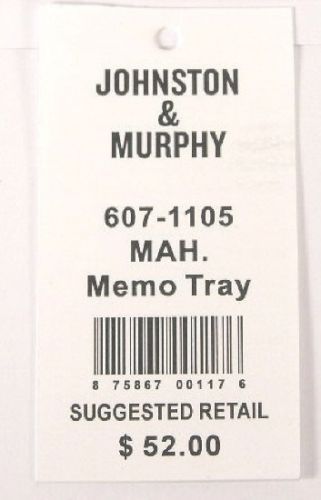 JOHNSTON
&
MURPHY
607-1105
MAH.
Memo Tray
8 75867 00117 6
SUGGESTED RETAIL
$ 52.00